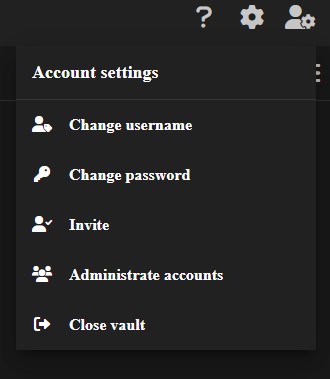 ?
Account settings
Change username
Change password
Invite
Administrate accounts
Close vault